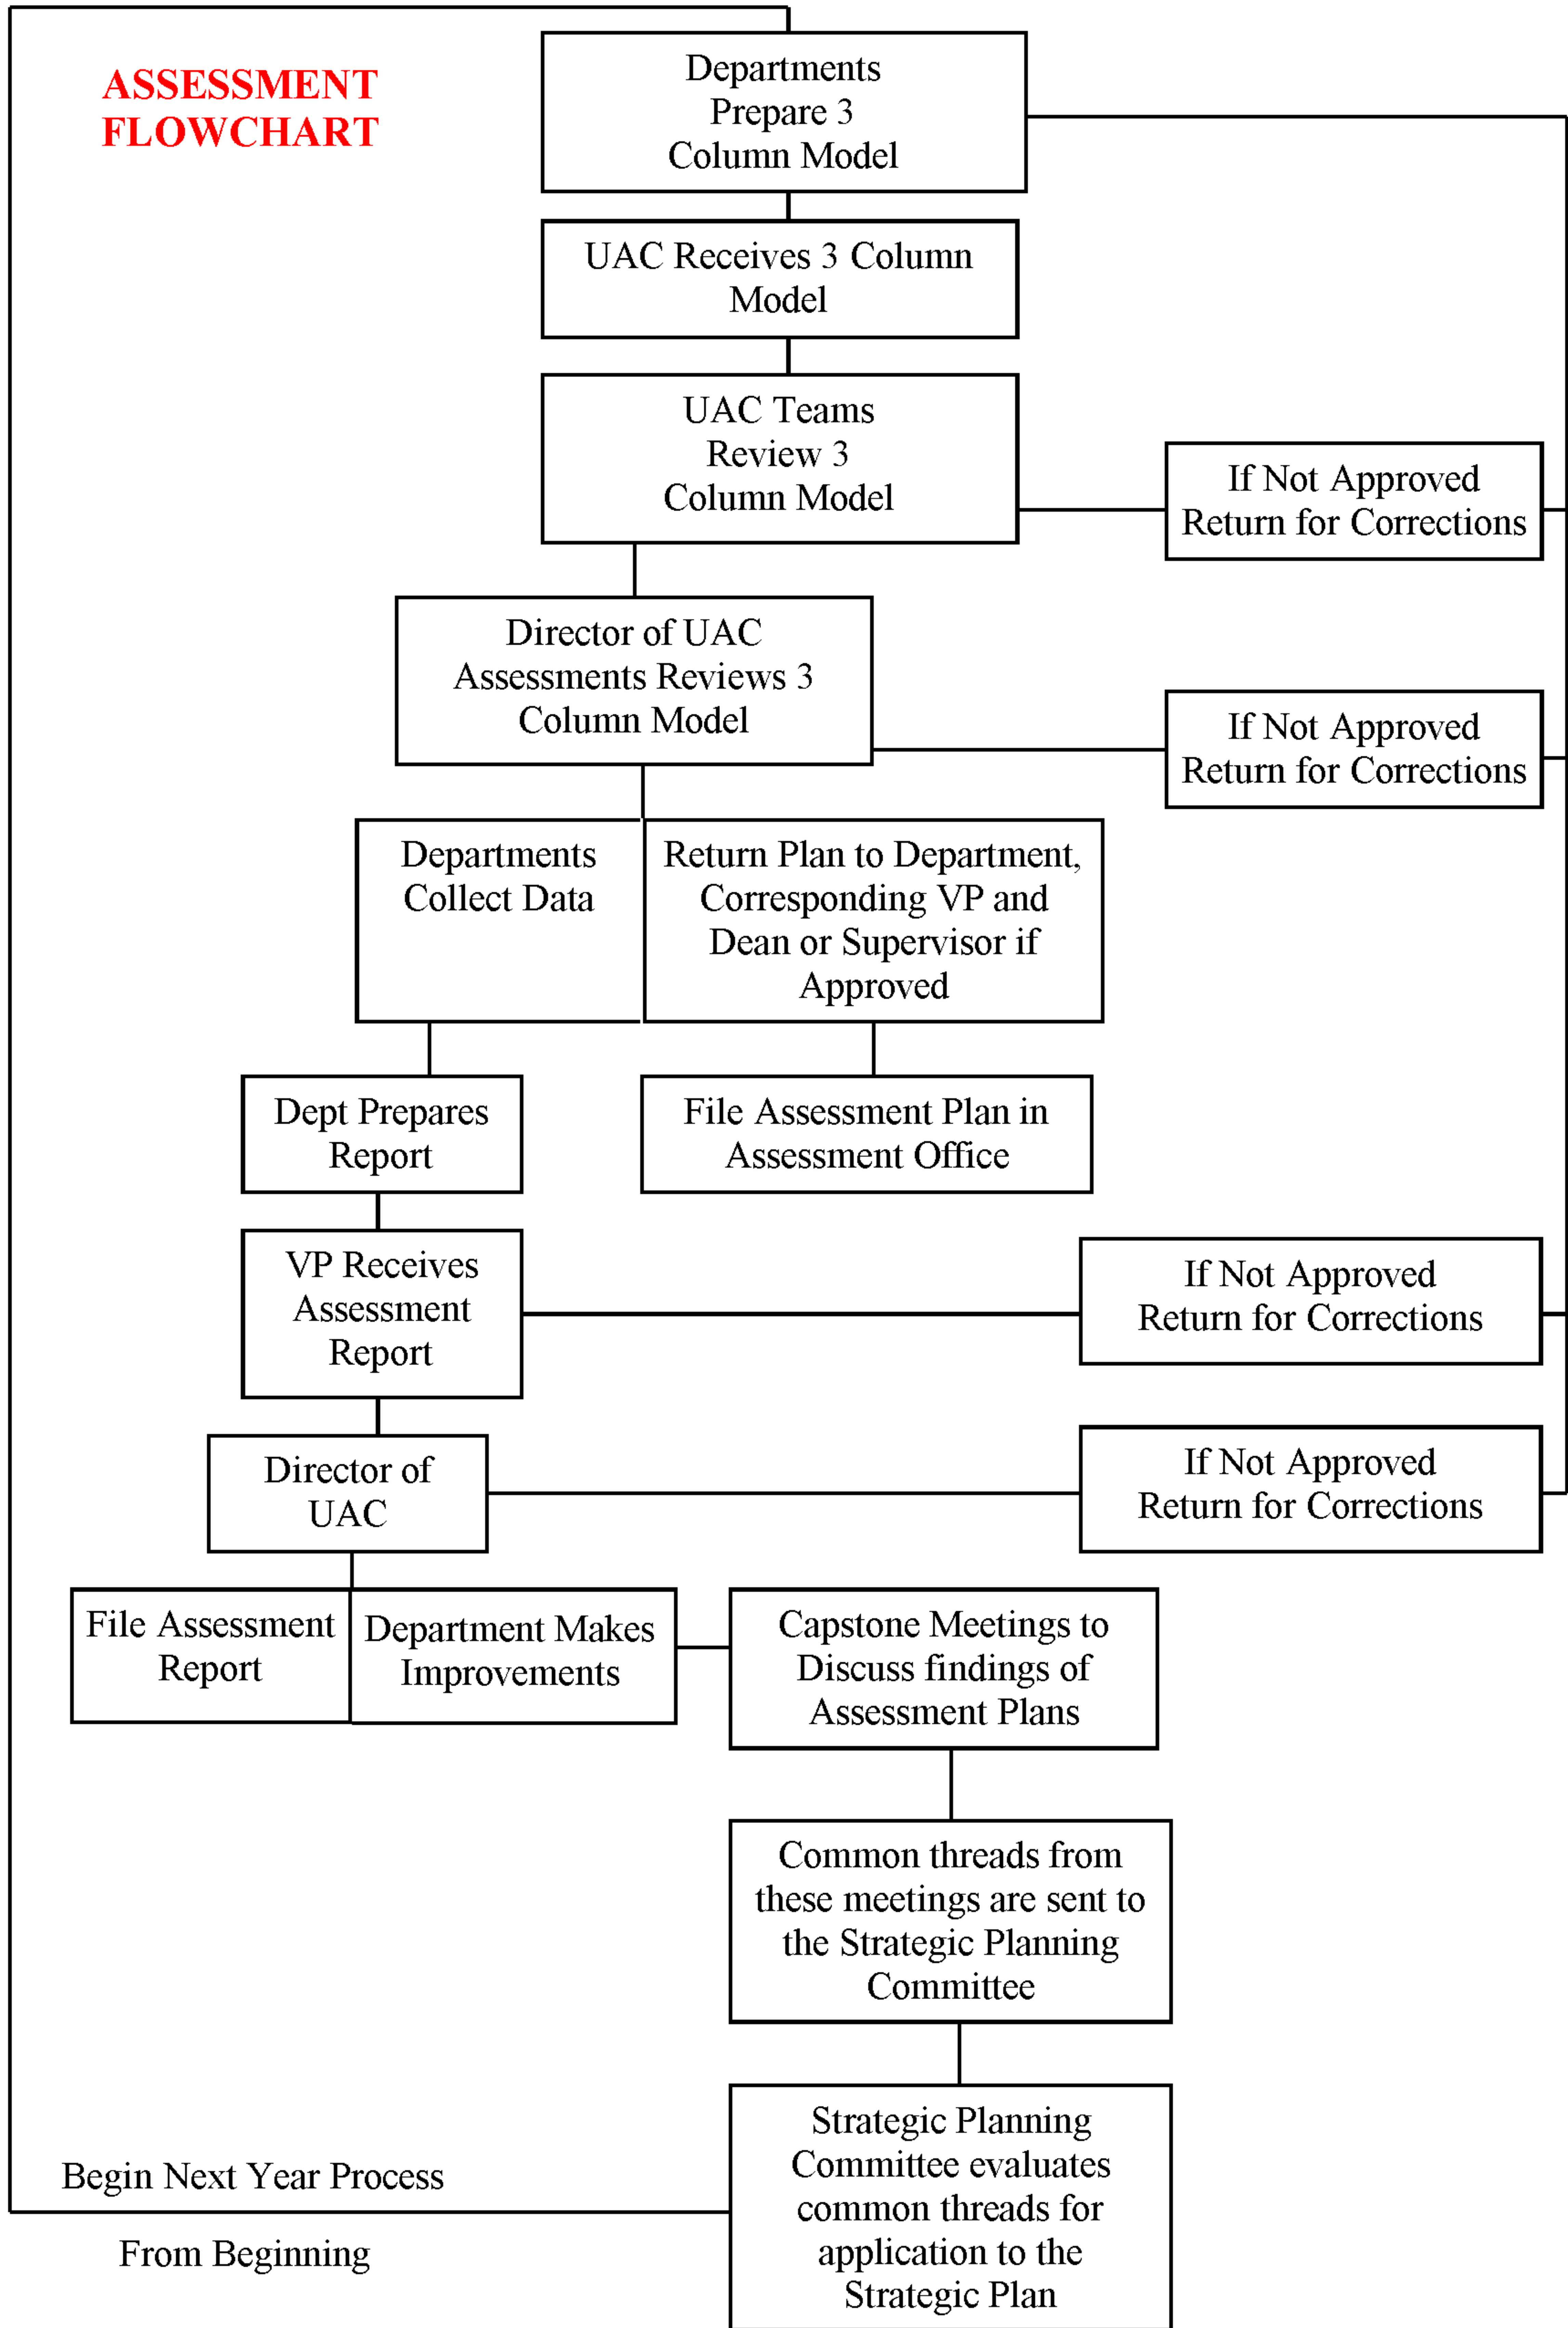 ASSESSMENT
FLOWCHART
Departments
Prepare 3
Column Model
UAC Receives 3 Column
Model
UAC Teams
Review 3
Column Model
If Not Approved
Return for Corrections
Director of UAC
Assessments Reviews 3
Column Model
If Not Approved
Return for Corrections
Departments
Collect Data
Return Plan to Department,
Corresponding VP and
Dean or Supervisor if
Approved
Dept Prepares
Report
File Assessment Plan in
Assessment Office
VP Receives
Assessment
Report
If Not Approved
Return for Corrections
Director of
UAC
If Not Approved
Return for Corrections
File Assessment
Report
Department Makes
Improvements
Capstone Meetings to
Discuss findings of
Assessment Plans
Common threads from
these meetings are sent to
the Strategic Planning
Committee
Strategic Planning
Committee evaluates
common threads for
application to the
Strategic Plan
Begin Next Year Process
From Beginning